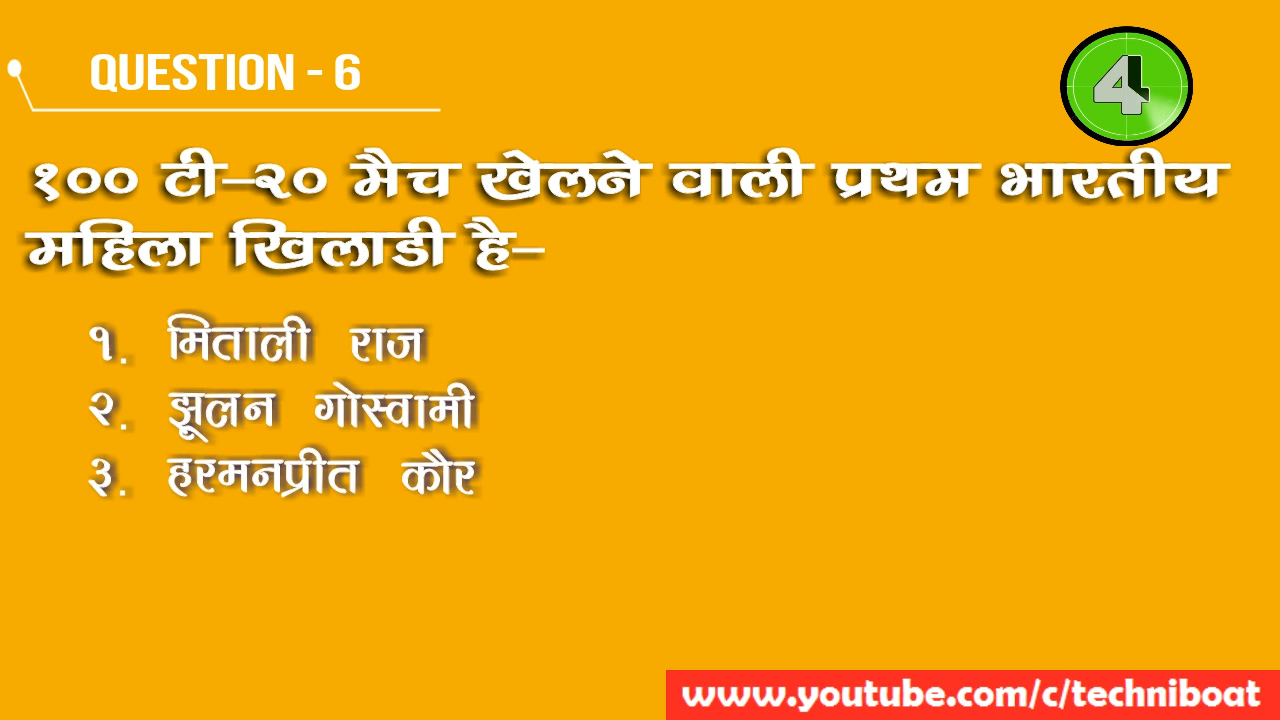 QUESTION - 6
4
१०० टी-२० मैच खेलने वाली प्रथम भारतीय
महिला खिलाडी है-
१. मिताली राज
२. झूलन गोस्वामी
३. हरमनप्रीत कौर
www.youtube.com/c/techniboat